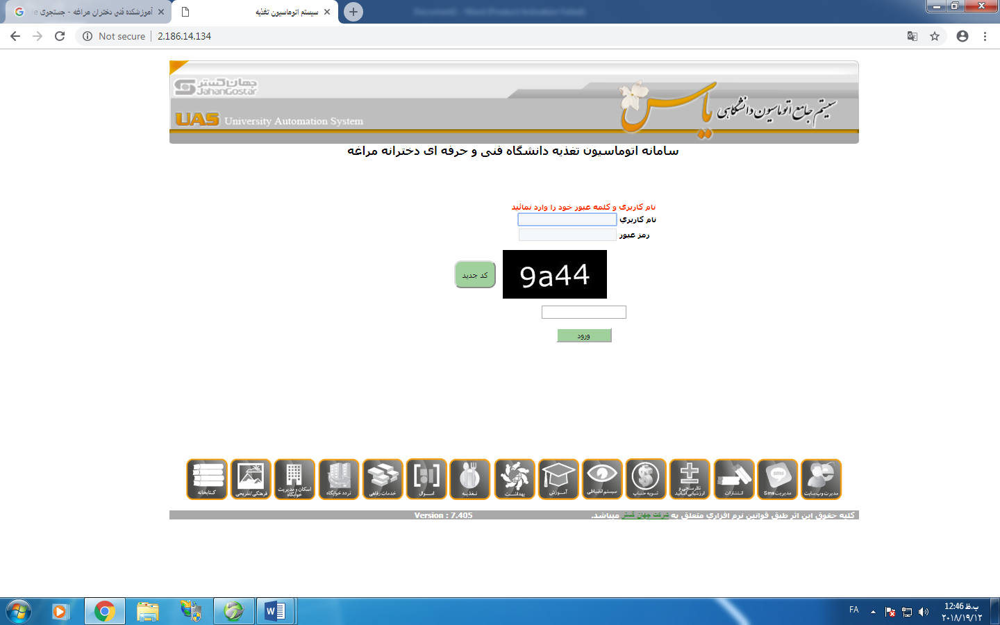 آموزشکده فنی دختران مراغه - جستجوی
سیستم اتوماسیون تغذیه
Not secure
2.186.14.134
جهان گستر
JahanGostar
UAS University Automation System
سیستم جامع اتوماسیون دانشگاهی
یاس
سامانه اتوماسیون تغذیه دانشگاه فنی و حرفه ای دخترانه مراغه
نام کاربری و کلمه عبور خود را وارد نمائید
نام کاربري
رمز عبور
9a44
کد جدید
ورود
مدیریت وب سایت
مدیریت Sms
انتشارات
نظرسنجی و ارزشیابی اساتید
تسویه حساب
سیستم انضباطی
آموزش
بهداشت
تغذیه
اموال
خدمات رفاهی
تردد خوابگاه
اسکان و مدیریت خوابگاه
فرهنگی/تفریحی
کتابخانه
کلیه حقوق این اثر طبق قوانین نرم افزاري متعلق به شرکت جهان گستر میباشد.
Version : 7.405
FA
12:46 ب.ظ
۲۰۱۸/۱۹/۱۲